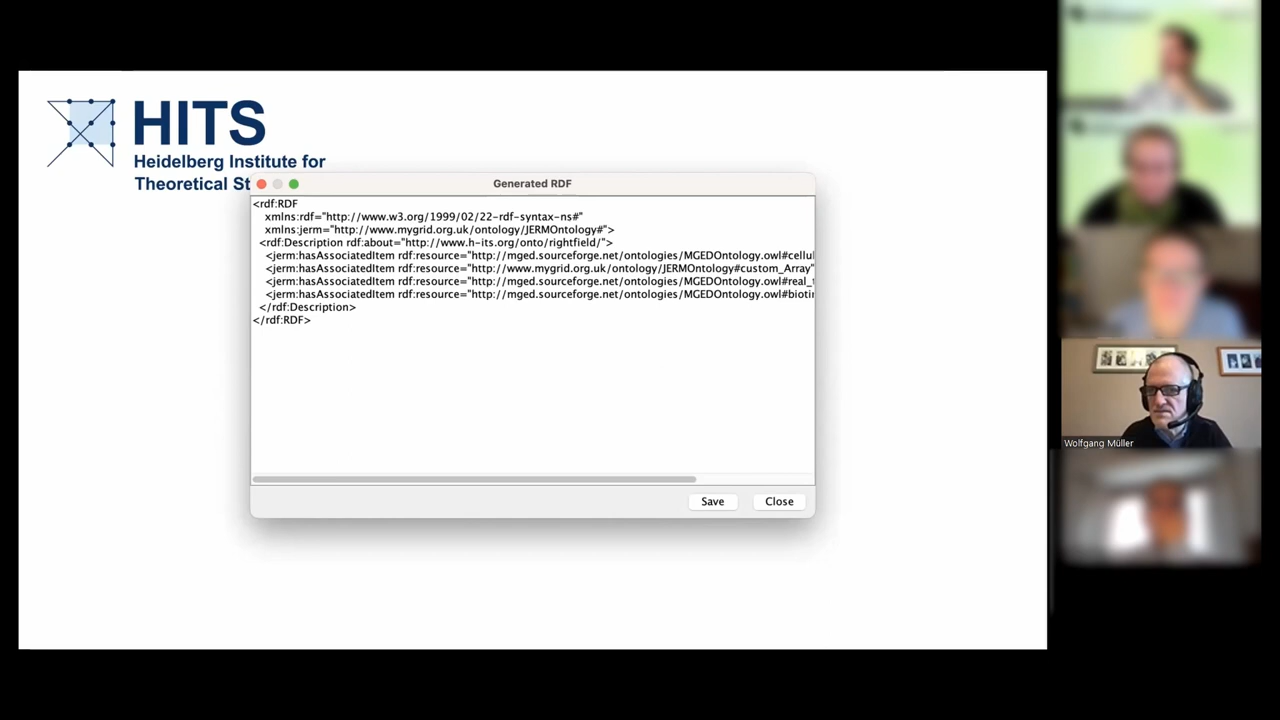 HITS
Heidelberg Institute for
Theoretical St
Generated RDF
<rdf:RDF
xmlns:rdf="http://www.w3.org/1999/02/22-rdf-syntax-ns#"
xmlns:jerm="http://www.mygrid.org.uk/ontology/JERMOntology#">
<rdf:Description rdf:about="http://www.h-its.org/onto/rightfield/">
<jerm:hasAssociatedItem rdf:resource="http://mged.sourceforge.net/ontologies/MGEDOntology.owl#cellul
<jerm:hasAssociatedItem rdf:resource="http://www.mygrid.org.uk/ontology/JERMOntology#custom_Array"
<jerm:hasAssociatedItem rdf:resource="http://mged.sourceforge.net/ontologies/MGEDOntology.owl#real_t
<jerm:hasAssociatedItem rdf:resource="http://mged.sourceforge.net/ontologies/MGEDOntology.owl#biotin
</rdf:Description>
</rdf:RDF>
Save
Close
Wolfgang Müller